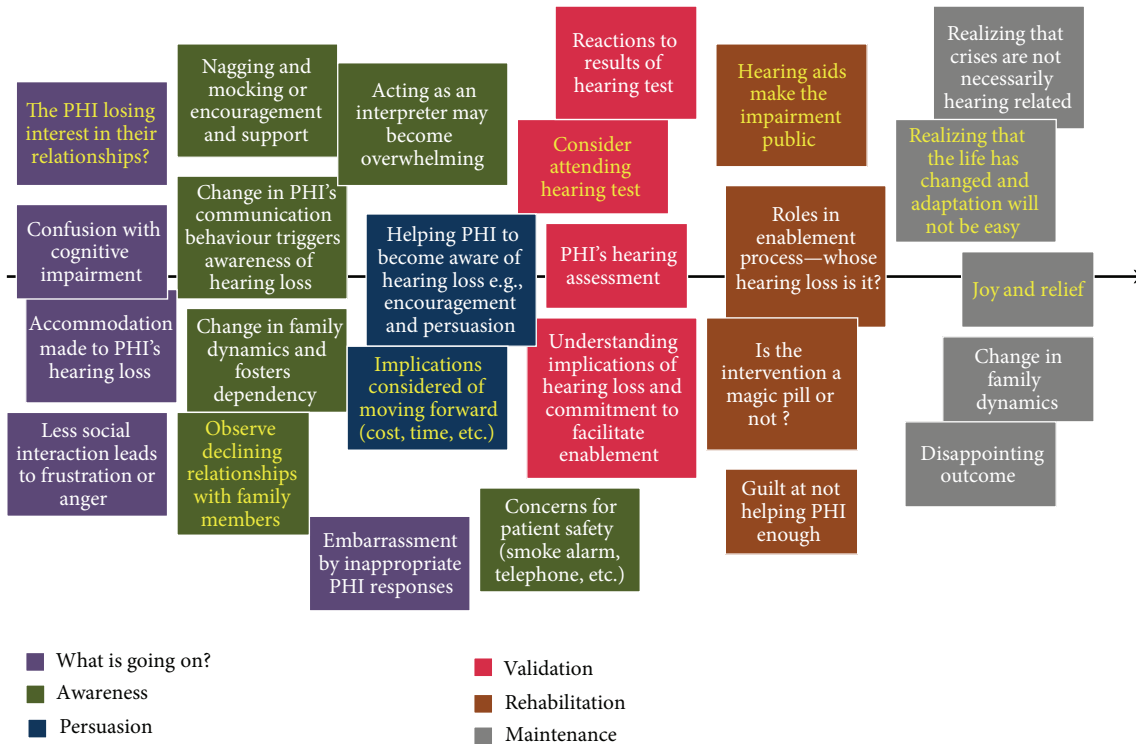 The PHI losing
interest in their
relationships?
Confusion with
cognitive
impairment
Accommodation
made to PHI's
hearing loss
Less social
interaction leads
to frustration or
anger
Nagging and
mocking or
encouragement
and support
Change in PHI's
communication
behaviour triggers
awareness of
hearing loss
Change in family
dynamics and
fosters
dependency
Observe
declining
relationships
with family
members
Acting as an
interpreter may
become
overwhelming
Helping PHI to
become aware of
hearing loss e.g.,
encouragement
and persuasion
Implications
considered of
moving forward
(cost, time, etc.)
Embarrassment
by inappropriate
PHI responses
Concerns for
patient safety
(smoke alarm,
telephone, etc.)
Reactions to
results of
hearing test
Consider
attending
hearing test
PHI's hearing
assessment
Understanding
implications of
hearing loss and
commitment to
facilitate
enablement
Hearing aids
make the
impairment
public
Roles in
enablement
process—whose
hearing loss is it?
Is the
intervention a
magic pill or
not ?
Guilt at not
helping PHI
enough
Realizing that
crises are not
necessarily
hearing related
Realizing that
the life has
changed and
adaptation will
not be easy
Joy and relief
Change in
family
dynamics
Disappointing
outcome
What is going on?
Awareness
Persuasion
Validation
Rehabilitation
Maintenance